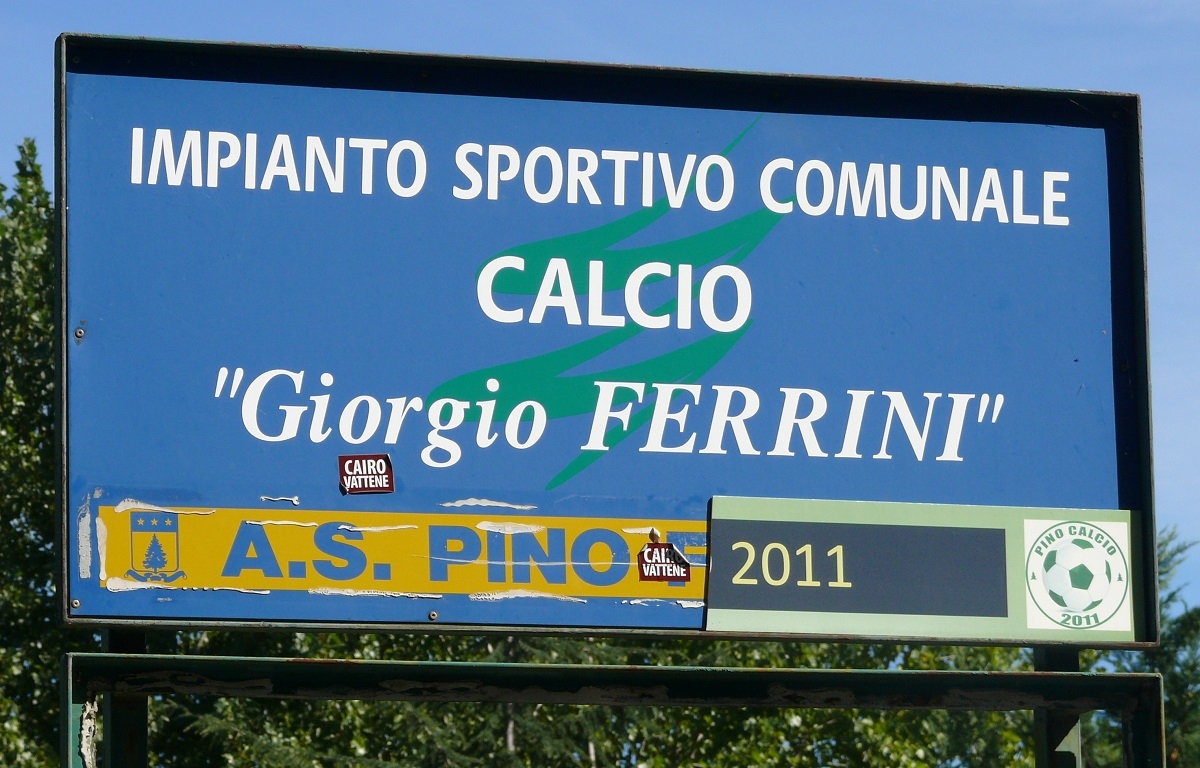 IMPIANTO SPORTIVO COMUNALE
CALCIO
"Giorgio FERRINI"
CAIRO
VATTENE
A.S. PINO
CAIRO
VATTENE
2011
PINO CALCIO
2011